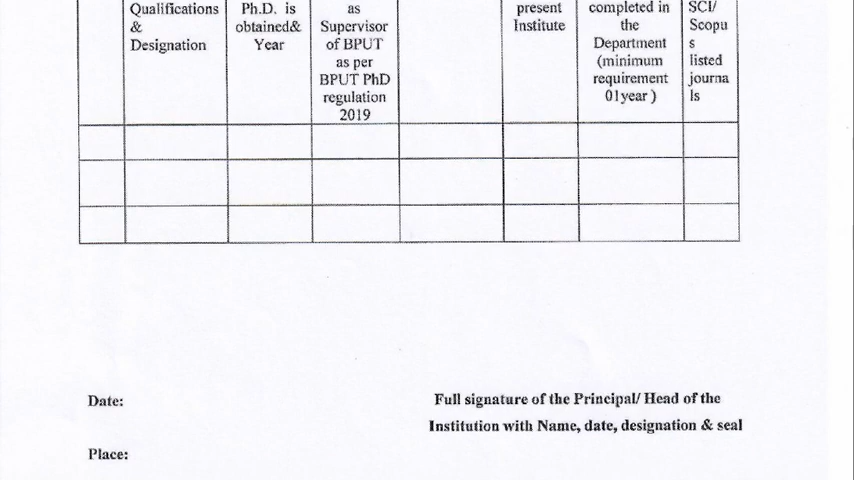 Qualifications
&
Designation
Ph.D. is
obtained&
Year
as
Supervisor
of BPUT
as per
BPUT PhD
regulation
2019
present
Institute
completed in
the
Department
(minimum
requirement
01year )
SCI/
Scopu
s
listed
journa
ls
Date:
Full signature of the Principal/ Head of the
Institution with Name, date, designation & seal
Place: